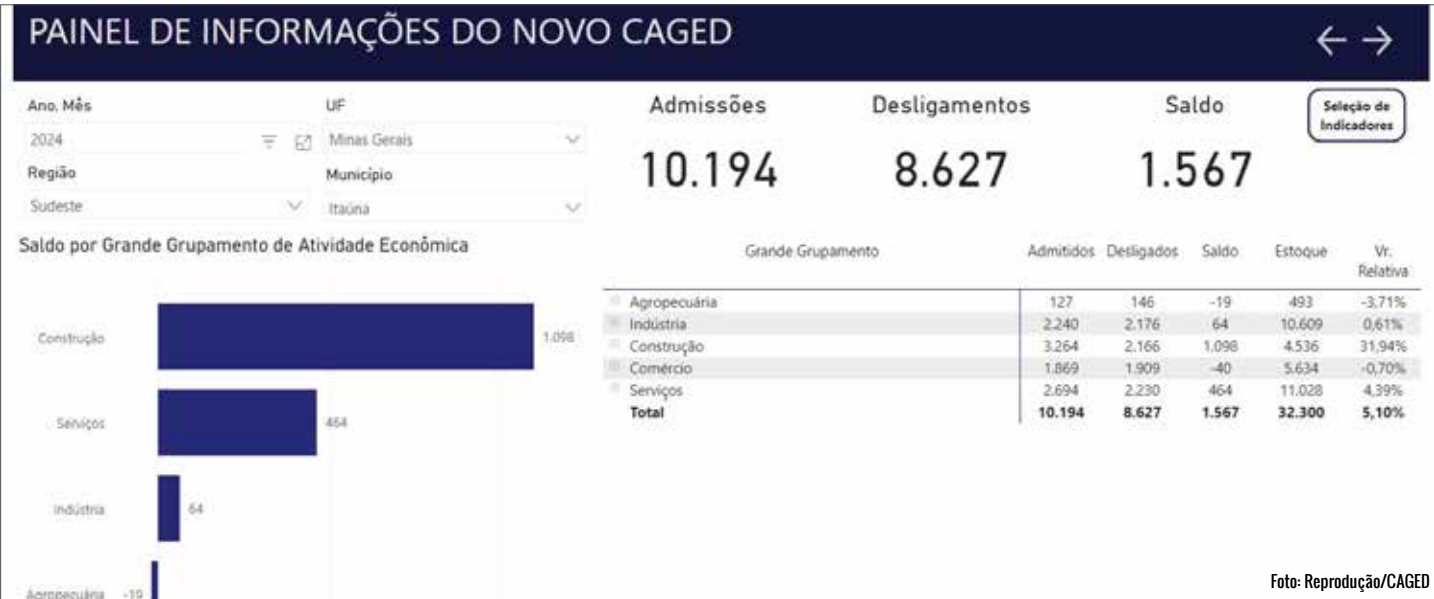 PAINEL DE INFORMAÇÕES DO NOVO CAGED
Ano, Mês
2024
UF
Minas Gerais
Região
Sudeste
Município
Itaúna
Admissões
10.194
Desligamentos
8.627
Saldo
1.567
Seleção de
Indicadores
Saldo por Grande Grupamento de Atividade Econômica
Construção 1.098
Serviços 464
Indústria 64
Agropecuária -19
Grande Grupamento Admitidos Desligados Saldo Estoque Vr.
Relativa
Agropecuária 127 146 -19 493 -3,71%
Indústria 2.240 2.176 64 10.609 0,61%
Construção 3.264 2.166 1.098 4.536 31,94%
Comércio 1.869 1.909 -40 5.634 -0,70%
Serviços 2.694 2.230 464 11.028 4,39%
Total 10.194 8.627 1.567 32.300 5,10%
Foto: Reprodução/CAGED